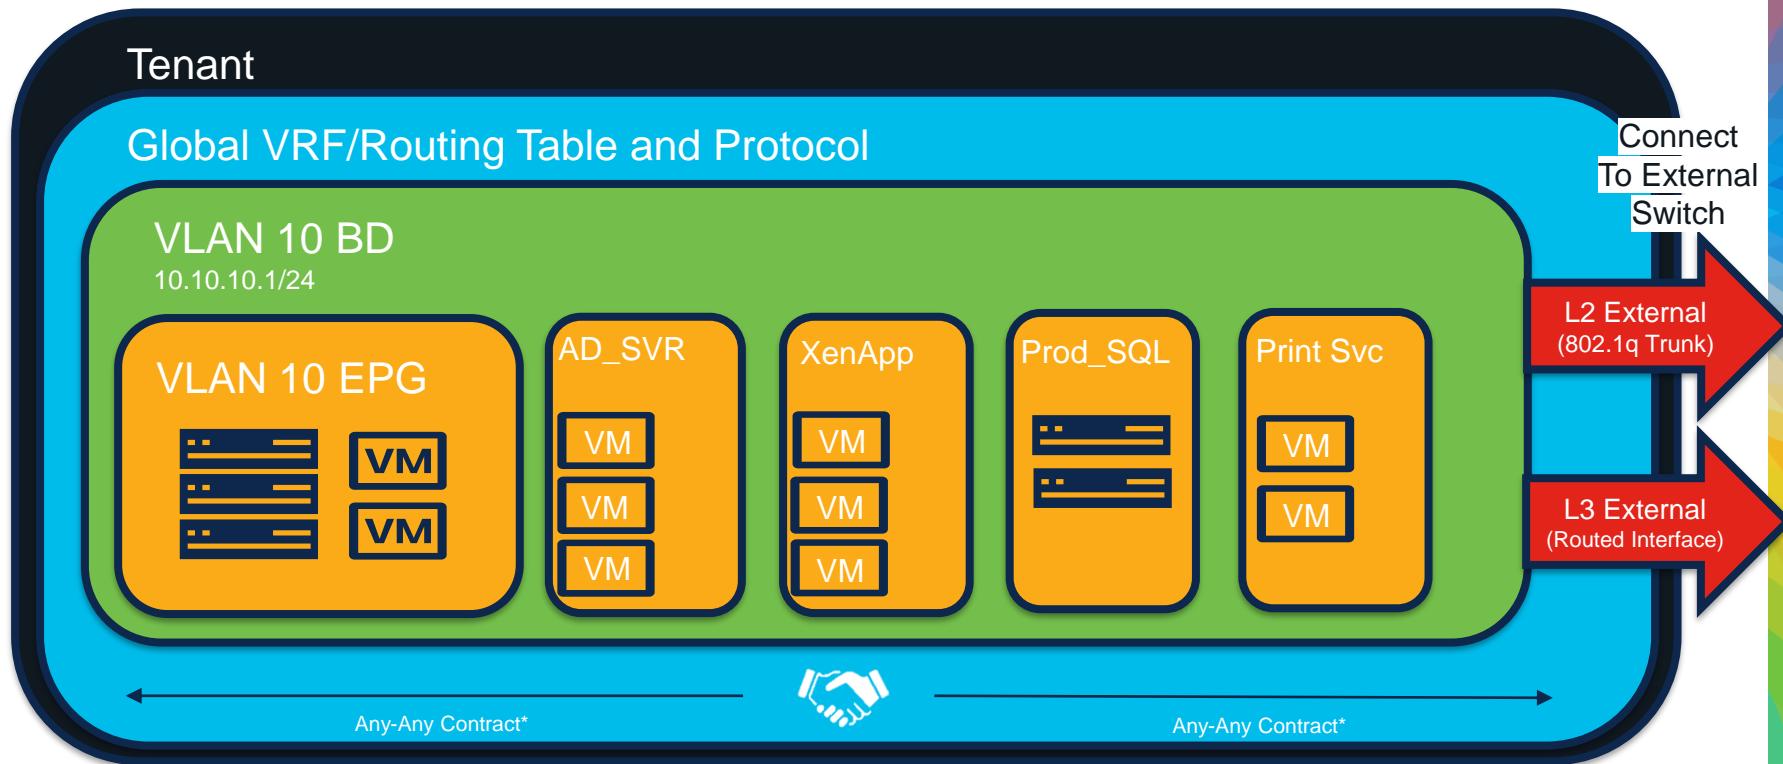 Tenant
Global VRF/Routing Table and Protocol
Connect
To External
Switch
VLAN 10 BD
10.10.10.1/24
VLAN 10 EPG
VM
VM
AD_SVR
VM
VM
VM
XenApp
VM
VM
VM
Prod_SQL
Print Svc
VM
VM
L2 External
(802.1q Trunk)
L3 External
(Routed Interface)
Any-Any Contract*
Any-Any Contract*